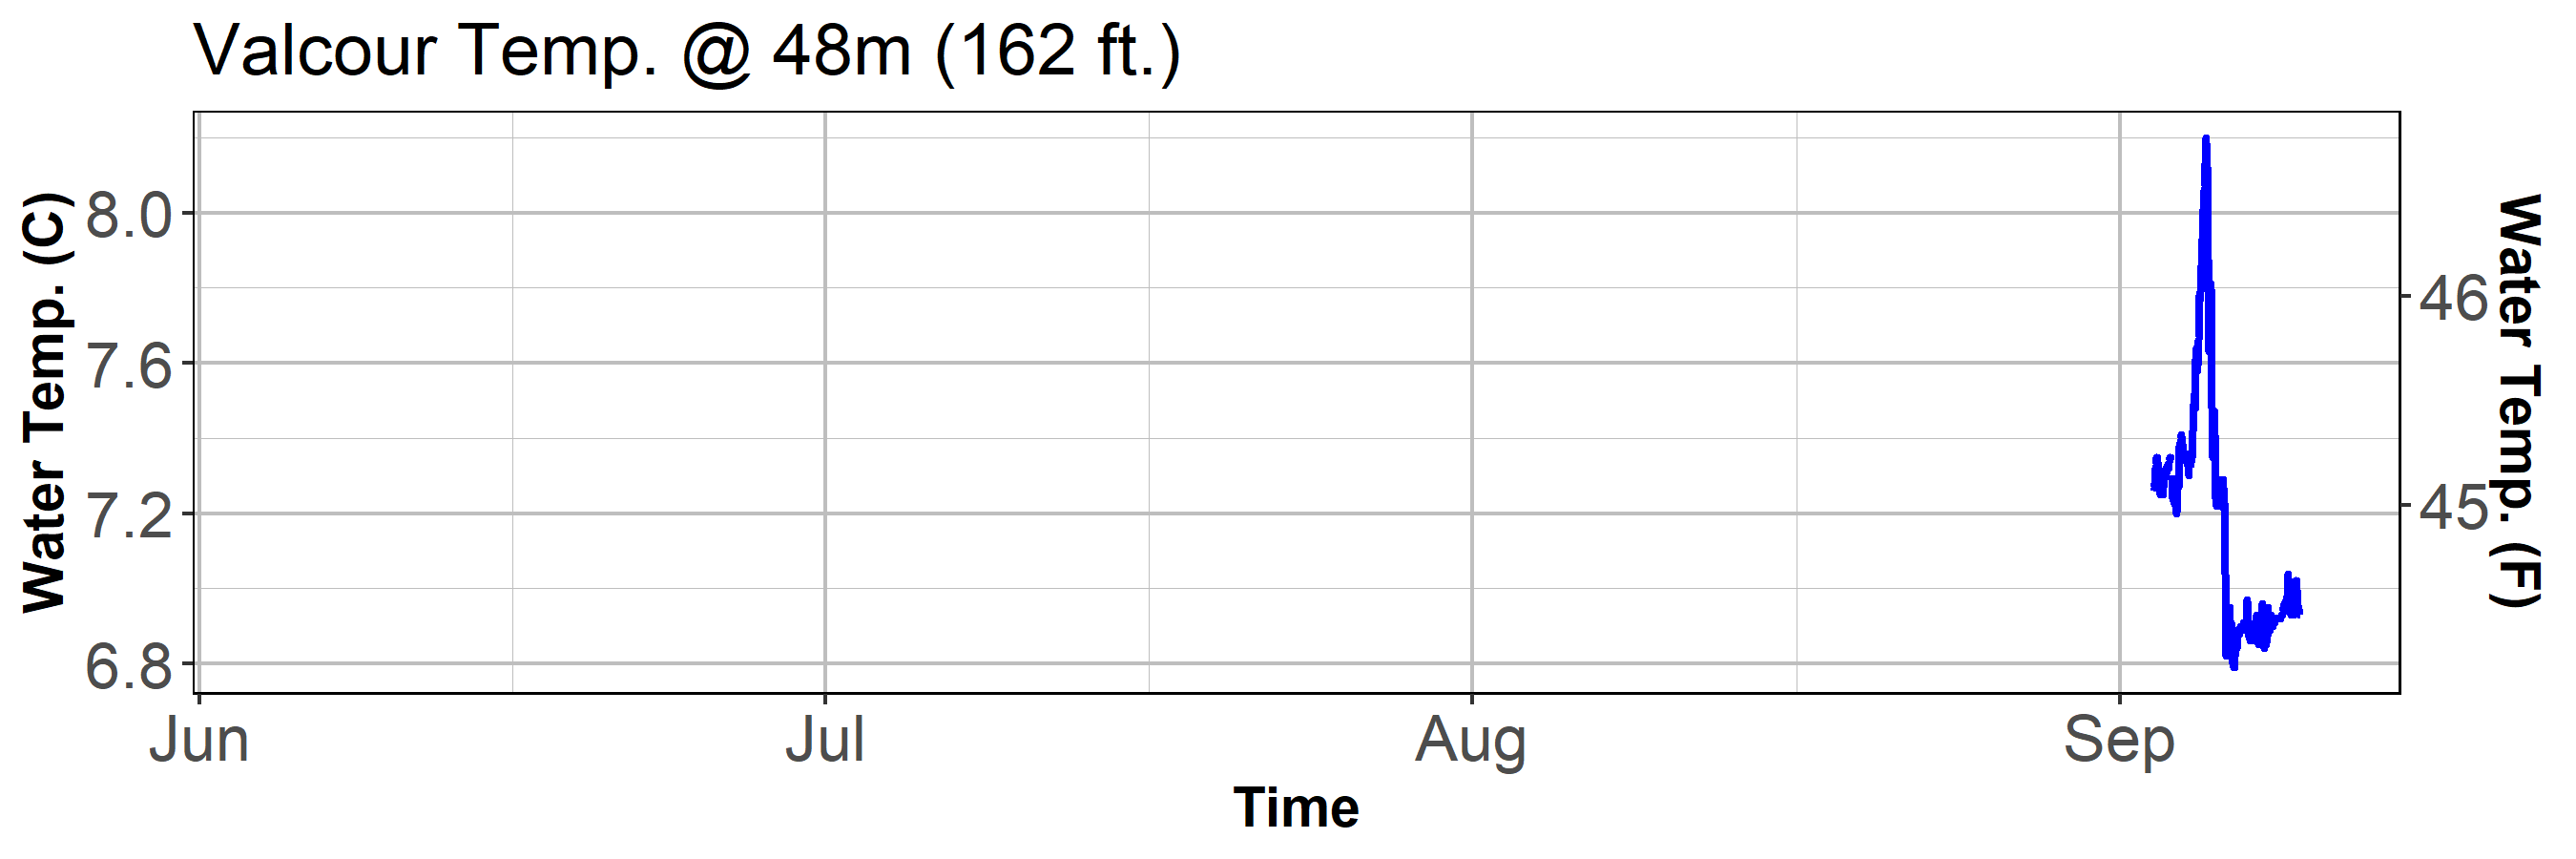 Valcour Temp. @ 48m (162 ft.)
Water Temp. (C)
8.0
7.6
7.2
6.8
46
45
Water Temp. (F)
Jun Jul Aug Sep
Time